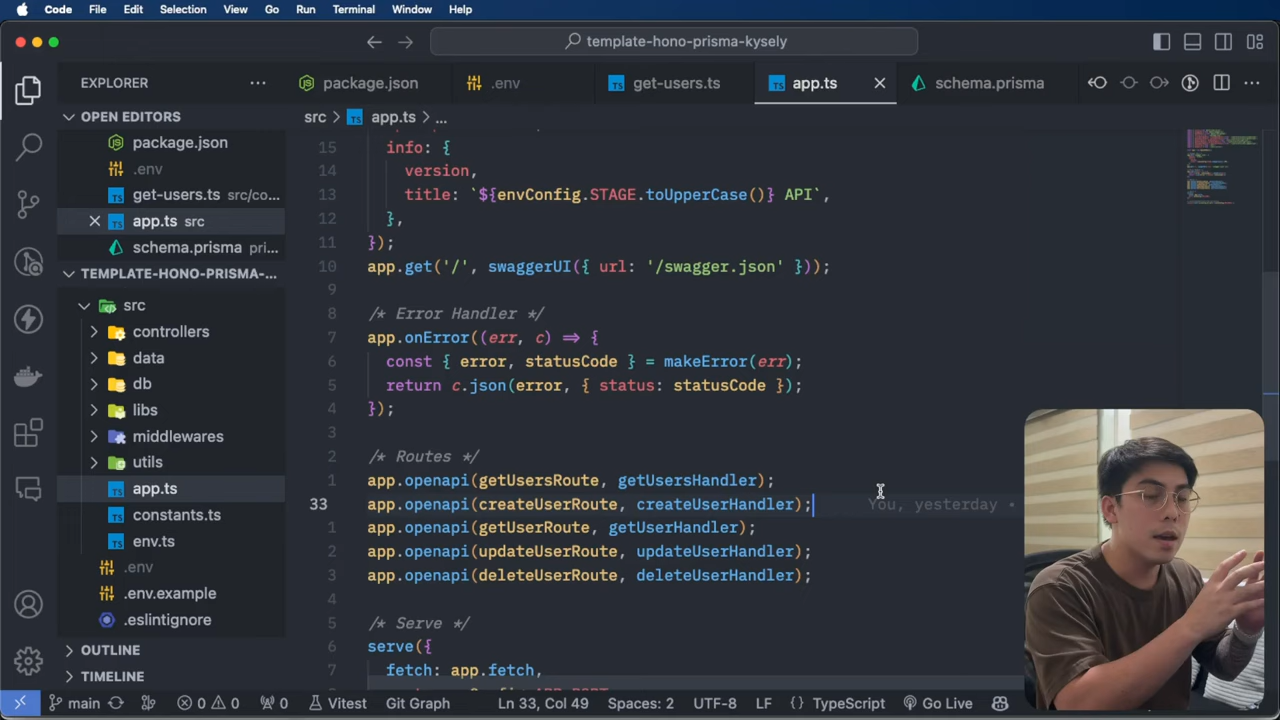 Code File Edit Selection View Go Run Terminal Window Help
template-hono-prisma-kysely
EXPLORER
package.json
.env
get-users.ts
app.ts
schema.prisma
OPEN EDITORS
package.json
.env
get-users.ts src/co...
app.ts src
schema.prisma pri...
TEMPLATE-HONO-PRISMA-...
src
controllers
data
db
libs
middlewares
utils
app.ts
constants.ts
env.ts
.env
.env.example
.eslintignore
OUTLINE
TIMELINE
src > app.ts > ...
15 info: {
14 version,
13 title: `${envConfig.STAGE.toUpperCase()} API`,
12 },
11 });
10 app.get('/', swaggerUI({ url: '/swagger.json' }));
9
8 /* Error Handler */
7 app.onError((err, c) => {
6 const { error, statusCode } = makeError(err);
5 return c.json(error, { status: statusCode });
4 });
3
2 /* Routes */
1 app.openapi(getUsersRoute, getUsersHandler);
33 app.openapi(createUserRoute, createUserHandler); You, yesterday •
1 app.openapi(getUserRoute, getUserHandler);
2 app.openapi(updateUserRoute, updateUserHandler);
3 app.openapi(deleteUserRoute, deleteUserHandler);
4
5 /* Serve */
6 serve({
7 fetch: app.fetch,
main 0 0 0 Vitest Git Graph Ln 33, Col 49 Spaces: 2 UTF-8 LF {} TypeScript Go Live